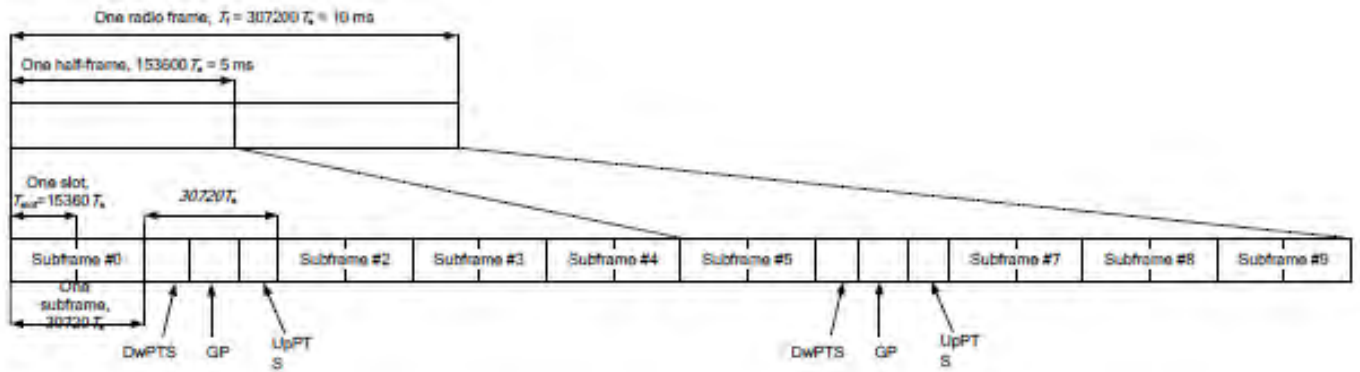 One radio frame, Tf = 307200 Ts = 10 ms
One half-frame, 153600 Ts = 5 ms
One slot,
Tslot=15360 Ts
30720Ts
Subframe #0
Subframe #2
Subframe #3
Subframe #4
Subframe #5
Subframe #7
Subframe #8
Subframe #9
One
subframe,
30720 Ts
DwPTS
GP
UpPT
S
DwPTS
GP
UpPT
S